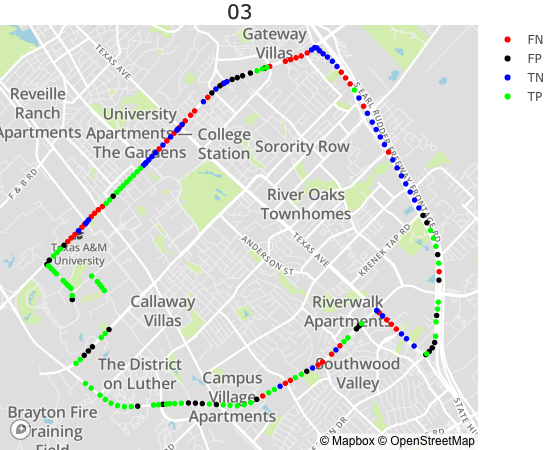 03
FN
FP
TN
TP
Gateway
Villas
TEXAS AVE
Reveille
Ranch
Apartments
University
Apartments—
The Gardens
College
Station
Sorority Row
S EARL RUDDER FREEWAY FRONTAGE RD
F & B RD
River Oaks
Townhomes
Texas A&M
University
ANDERSON ST
TEXAS AVE
KRENEK TAP RD
Callaway
Villas
Riverwalk
Apartments
The District
on Luther
Southwood
Valley
Campus
Village
Apartments
Brayton Fire
Training
Field
STATE HI
© Mapbox © OpenStreetMap